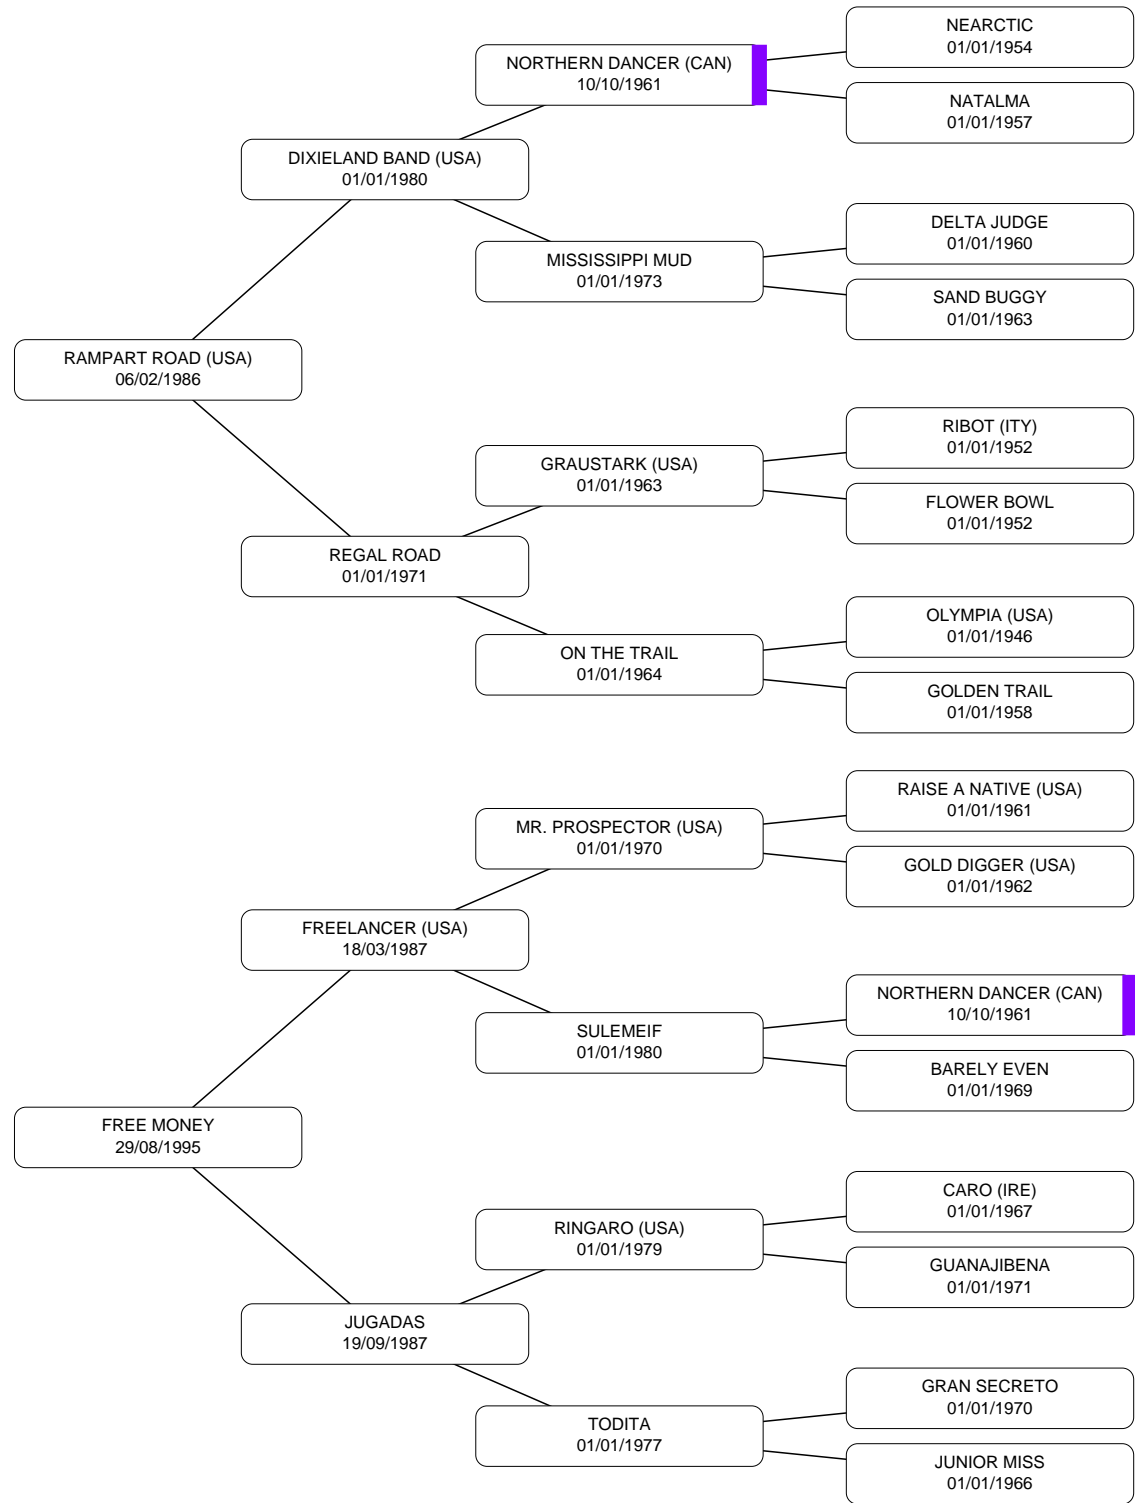 NEARCTIC
01/01/1954
NORTHERN DANCER (CAN)
10/10/1961
NATALMA
01/01/1957
DIXIELAND BAND (USA)
01/01/1980
DELTA JUDGE
01/01/1960
MISSISSIPPI MUD
01/01/1973
SAND BUGGY
01/01/1963
RAMPART ROAD (USA)
06/02/1986
RIBOT (ITY)
01/01/1952
GRAUSTARK (USA)
01/01/1963
FLOWER BOWL
01/01/1952
REGAL ROAD
01/01/1971
OLYMPIA (USA)
01/01/1946
ON THE TRAIL
01/01/1964
GOLDEN TRAIL
01/01/1958
RAISE A NATIVE (USA)
01/01/1961
MR. PROSPECTOR (USA)
01/01/1970
GOLD DIGGER (USA)
01/01/1962
FREELANCER (USA)
18/03/1987
NORTHERN DANCER (CAN)
10/10/1961
SULEMEIF
01/01/1980
BARELY EVEN
01/01/1969
FREE MONEY
29/08/1995
CARO (IRE)
01/01/1967
RINGARO (USA)
01/01/1979
GUANAJIBENA
01/01/1971
JUGADAS
19/09/1987
GRAN SECRETO
01/01/1970
TODITA
01/01/1977
JUNIOR MISS
01/01/1966